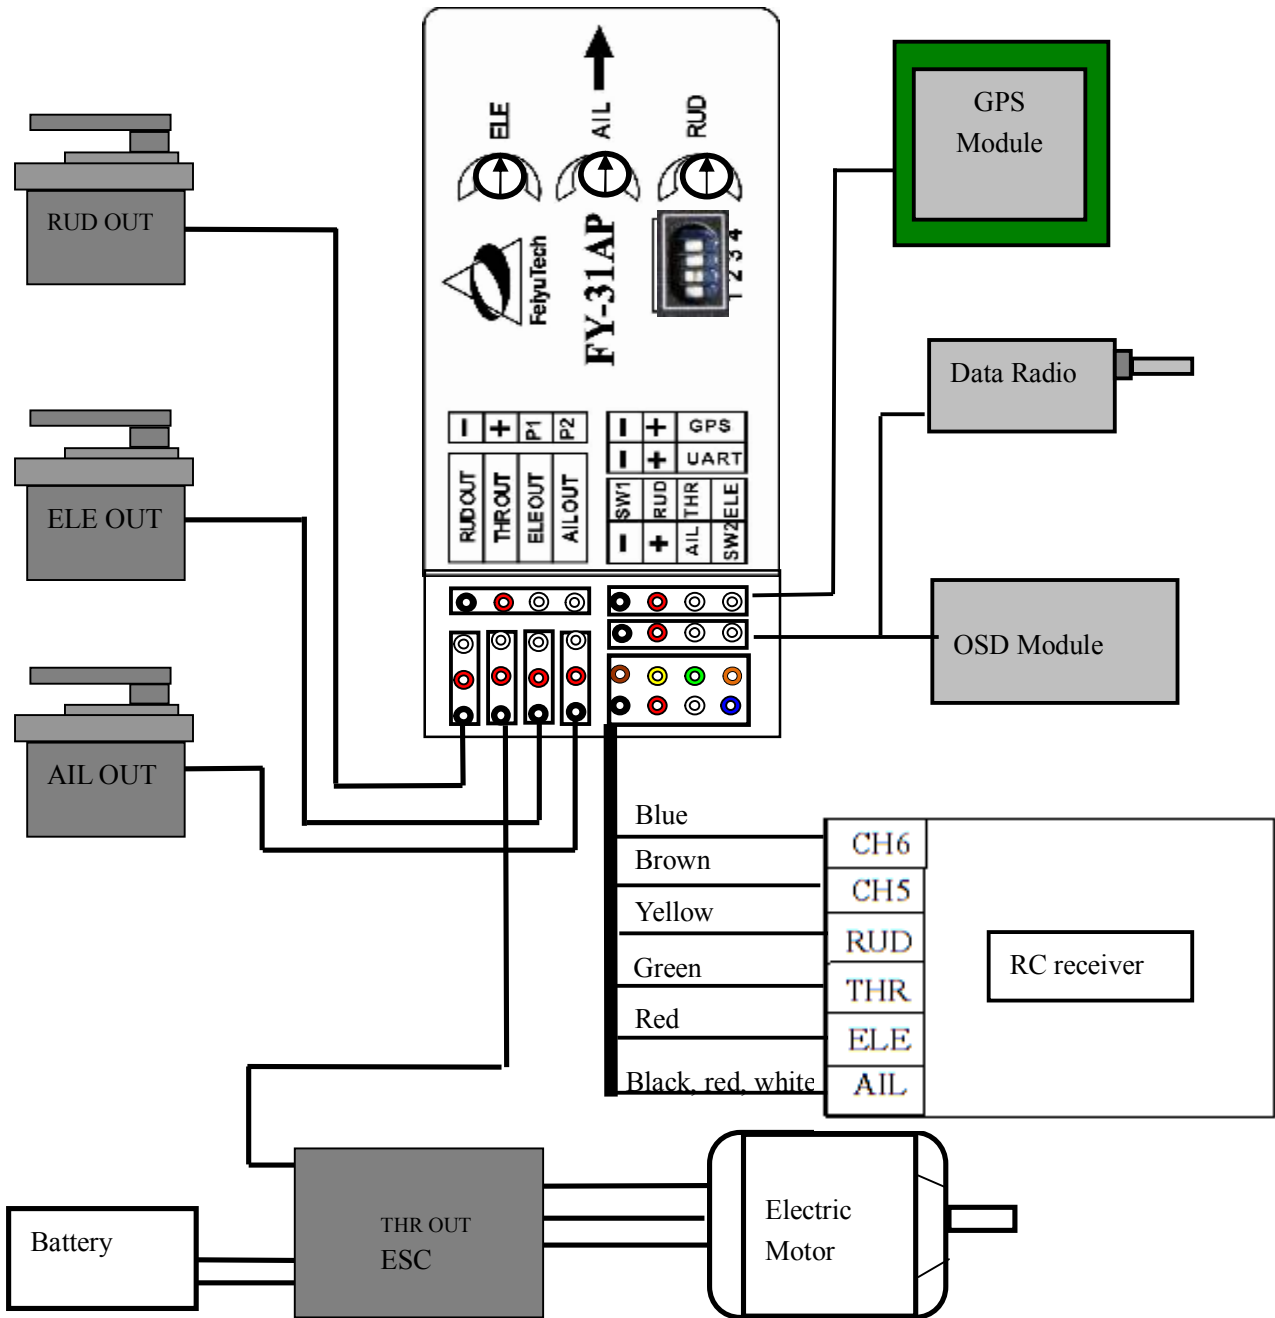 ELE
AIL
RUD
GPS
Module
RUD OUT
FeiyuTech
FY-31AP
1 2 3 4
Data Radio
ELE OUT
- + P1 P2
RUD OUT
THR OUT
ELE OUT
AIL OUT
- + GPS
- + UART
SW1 RUD THR ELE
- + AIL SW2
OSD Module
AIL OUT
Blue
CH6
Brown
CH5
Yellow
RUD
Green
THR
RC receiver
Red
ELE
Black, red, white
AIL
THR OUT
ESC
Battery
Electric
Motor